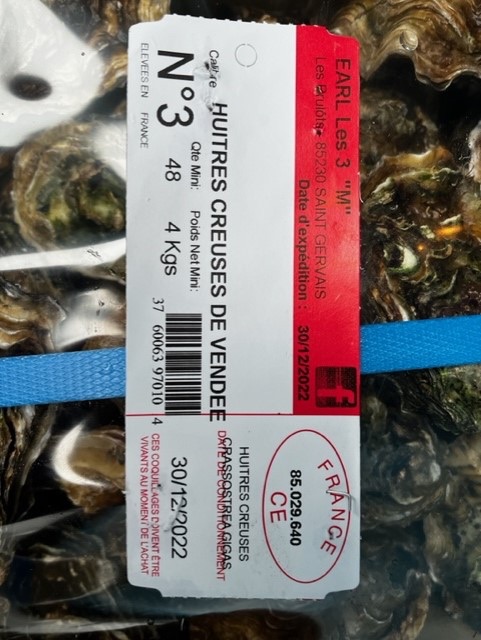 EARL Les 3 "M"
Les Brulôts 85230 SAINT GERVAIS
Date d'expédition : 30/12/2022
HUITRES CREUSES DE VENDEE
Calibre
N°3
Qte Mini:
48
Poids Net Mini:
4 Kgs
ELEVEES EN FRANCE
37 60063 97010 4
FRANCE
85.029.640
CE
HUITRES CREUSES
CRASSOSTREA GIGAS
DATE DE CONDITIONNEMENT
30/12/2022
CES COQUILLAGES DOIVENT ÊTRE
VIVANTS AU MOMENT DE L'ACHAT